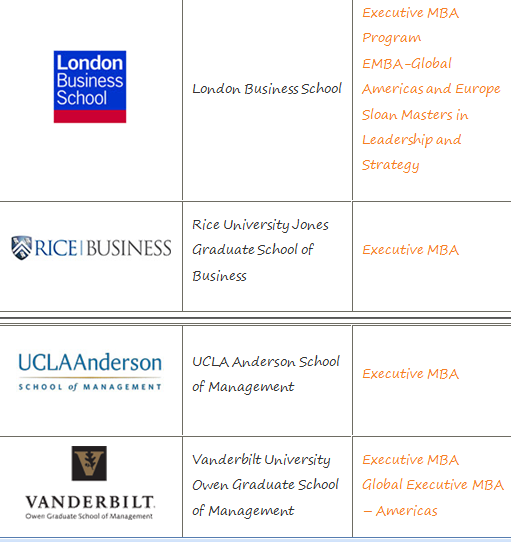 London
Business
School
London Business School
Executive MBA
Program
EMBA-Global
Americas and Europe
Sloan Masters in
Leadership and
Strategy
RICE BUSINESS
Rice University Jones
Graduate School of
Business
Executive MBA
UCLAAnderson
SCHOOL of MANAGEMENT
UCLA Anderson School
of Management
Executive MBA
V
VANDERBILT
Owen Graduate School of Management
Vanderbilt University
Owen Graduate School
of Management
Executive MBA
Global Executive MBA
– Americas